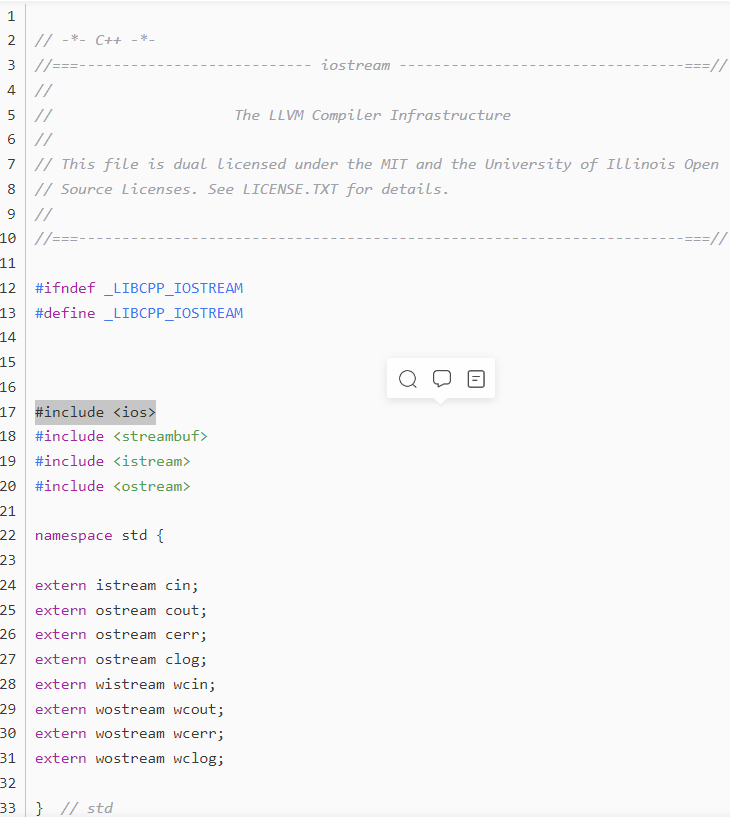 1
2 // -*- C++ -*-
3 //===--------------------------- iostream ---------------------------------===//
4 //
5 //                     The LLVM Compiler Infrastructure
6 //
7 // This file is dual licensed under the MIT and the University of Illinois Open
8 // Source Licenses. See LICENSE.TXT for details.
9 //
10 //===----------------------------------------------------------------------===//
11
12 #ifndef _LIBCPP_IOSTREAM
13 #define _LIBCPP_IOSTREAM
14
15
16
17 #include <ios>
18 #include <streambuf>
19 #include <istream>
20 #include <ostream>
21
22 namespace std {
23
24 extern istream cin;
25 extern ostream cout;
26 extern ostream cerr;
27 extern ostream clog;
28 extern wistream wcin;
29 extern wostream wcout;
30 extern wostream wcerr;
31 extern wostream wclog;
32
33 }  // std